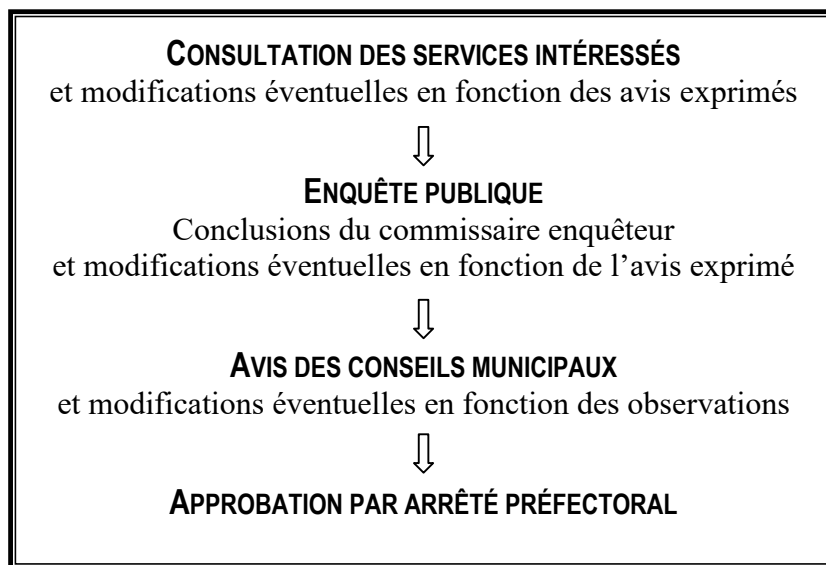 CONSULTATION DES SERVICES INTÉRESSÉS
et modifications éventuelles en fonction des avis exprimés
⇩
ENQUÊTE PUBLIQUE
Conclusions du commissaire enquêteur
et modifications éventuelles en fonction de l’avis exprimé
⇩
AVIS DES CONSEILS MUNICIPAUX
et modifications éventuelles en fonction des observations
⇩
APPROBATION PAR ARRÊTÉ PRÉFECTORAL